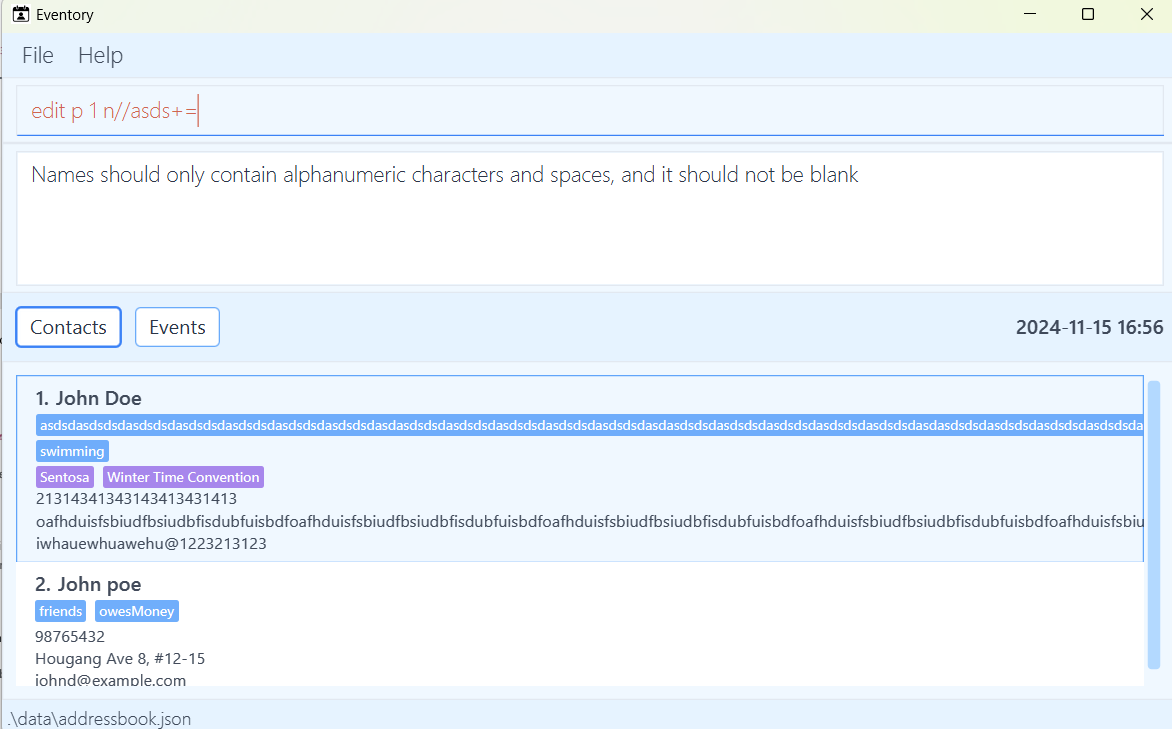 Eventory
File Help
edit p 1 n//asds+=
Names should only contain alphanumeric characters and spaces, and it should not be blank
Contacts Events 2024-11-15 16:56
1. John Doe
swimming
Sentosa Winter Time Convention
21314341343143413431413
iwhauewhuawehu@1223213123
2. John poe
friends owesMoney
98765432
Hougang Ave 8, #12-15
johnd@example.com
.\data\addressbook.json